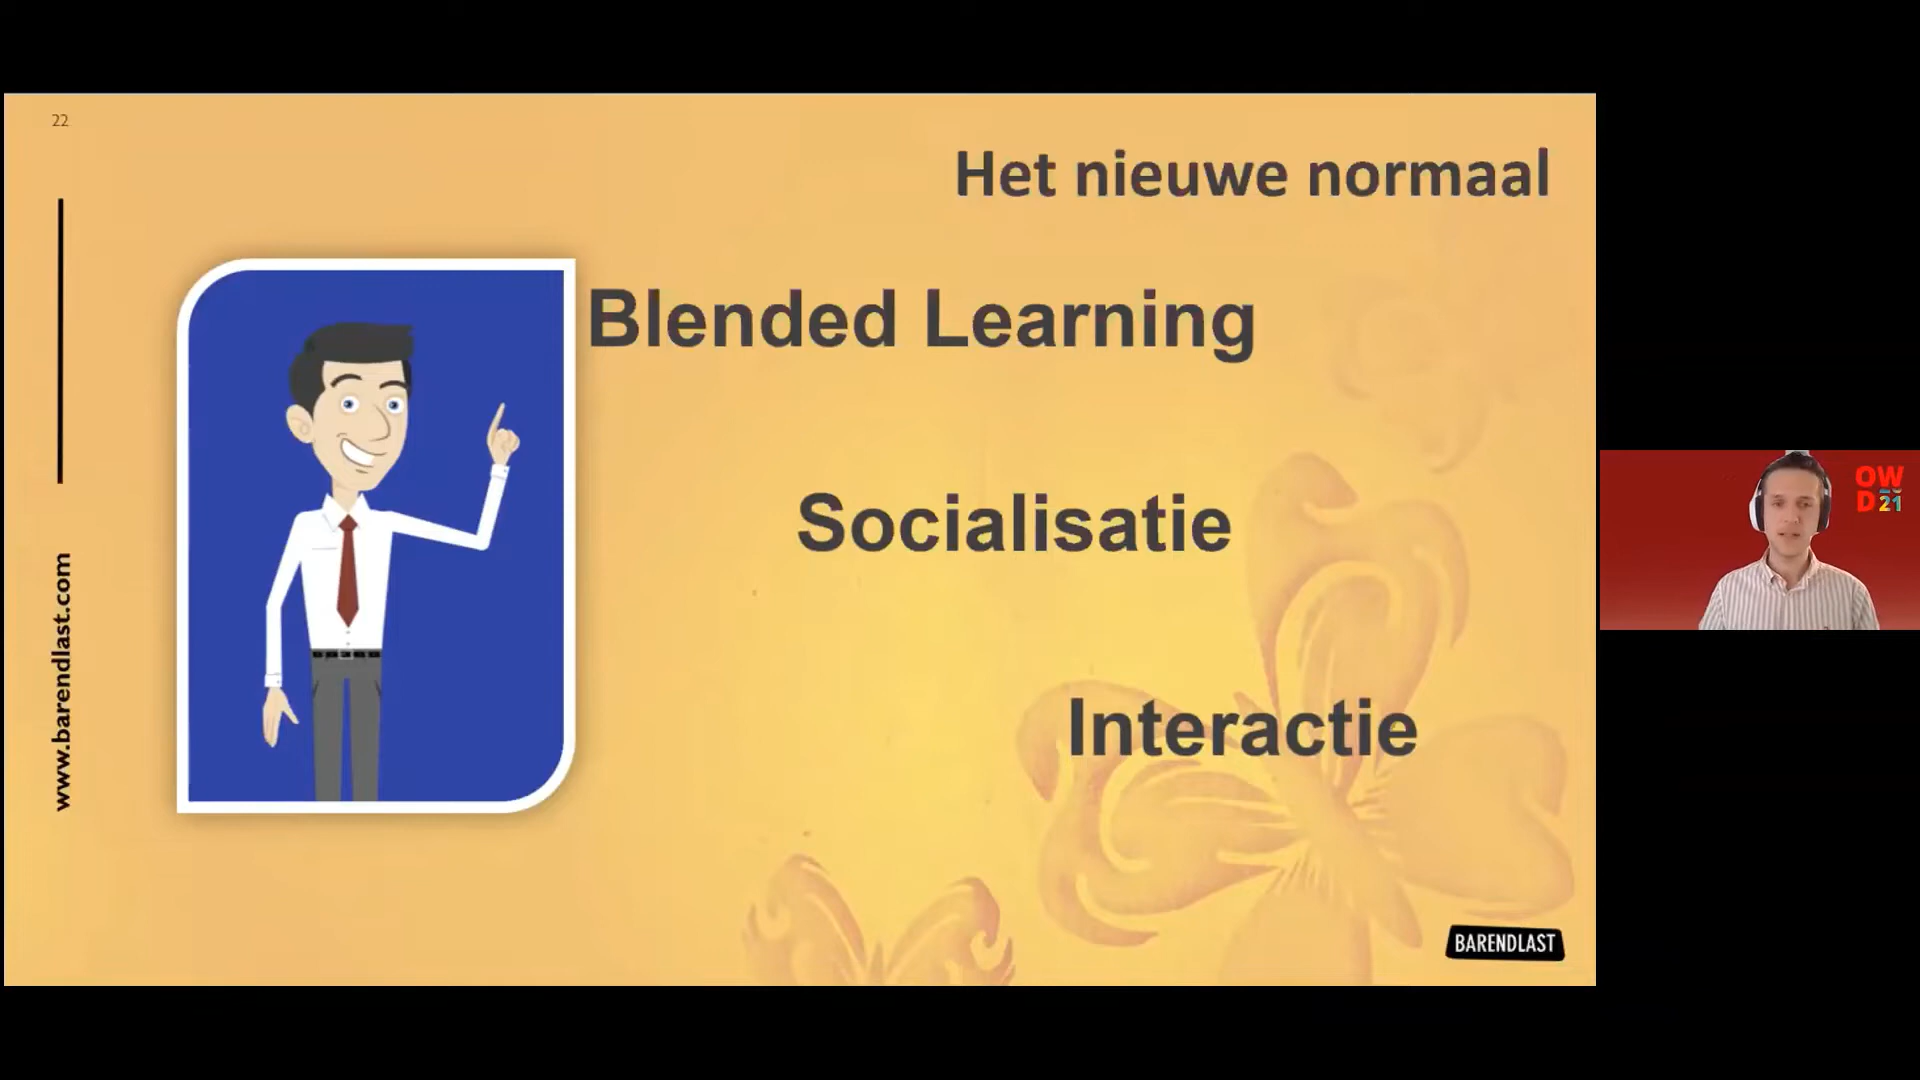 22
Het nieuwe normaal
Blended Learning
Socialisatie
Interactie
www.barendlast.com
BARENDLAST
OW
D21